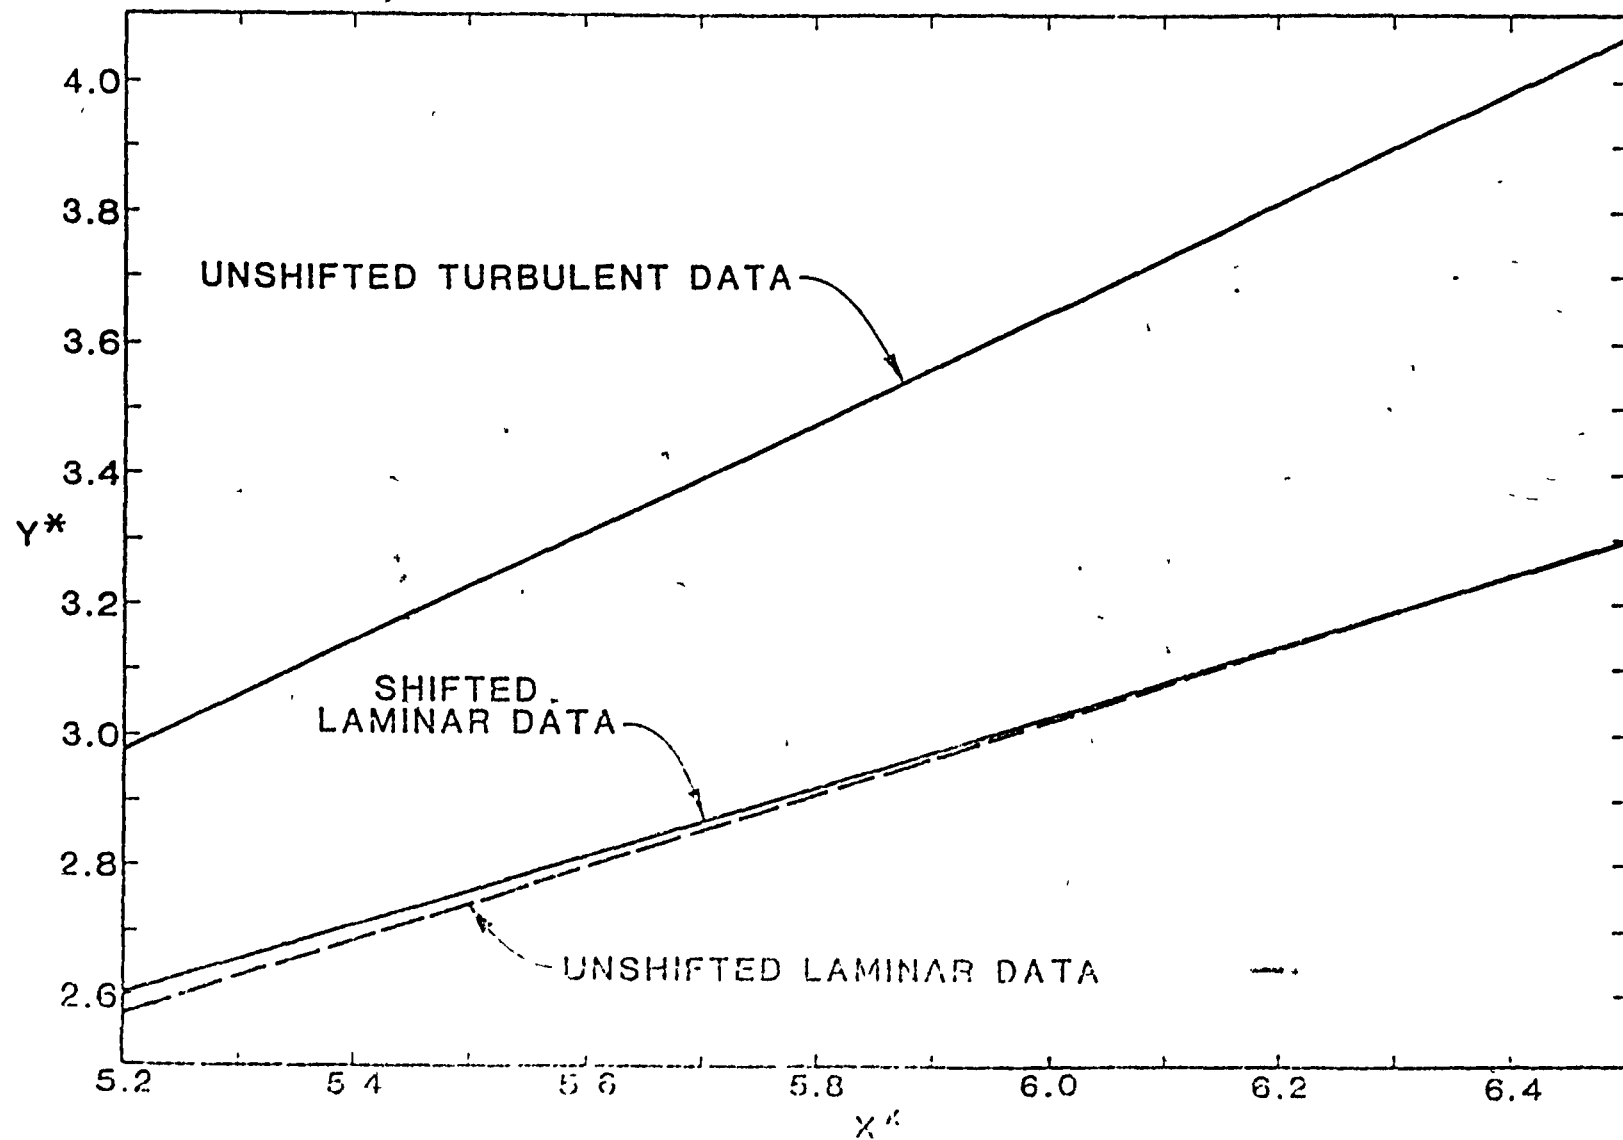 4.0
3.8
UNSHIFTED TURBULENT DATA
3.6
3.4
Y*
3.2
SHIFTED
LAMINAR DATA
3.0
2.8
UNSHIFTED LAMINAR DATA
2.6
5.2 5 4 5 6 5.8 6.0 6.2 6.4
X